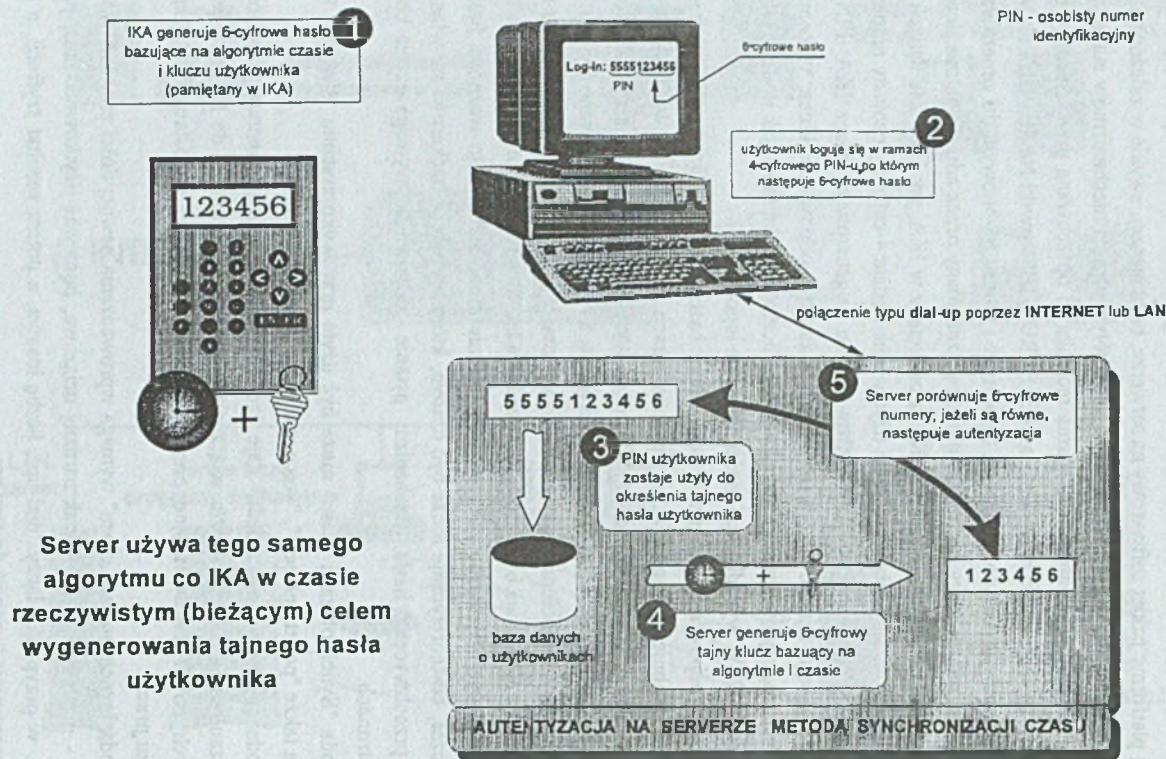 1
IKA generuje 6-cyfrowe hasło
bazujące na algorytmie czasie
i kluczu użytkownika
(pamiętany w IKA)
123456
+
Server używa tego samego
algorytmu co IKA w czasie
rzeczywistym (bieżącym) celem
wygenerowania tajnego hasła
użytkownika
PIN - osobisty numer
identyfikacyjny
6-cyfrowe hasło
Log-in: 5555123456
PIN
2
użytkownik loguje się w ramach
4-cyfrowego PIN-u, po którym
następuje 6-cyfrowe hasło
połączenie typu dial-up poprzez INTERNET lub LAN
5555123456
5
Server porównuje 6-cyfrowe
numery; jeżeli są równe,
następuje autentyzacja
3
PIN użytkownika
zostaje użyty do
określenia tajnego
hasła użytkownika
baza danych
o użytkownikach
+
123456
4
Server generuje 6-cyfrowy
tajny klucz bazujący na
algorytmie i czasie
AUTENTYZACJA NA SERVERZE METODĄ SYNCHRONIZACJI CZASU